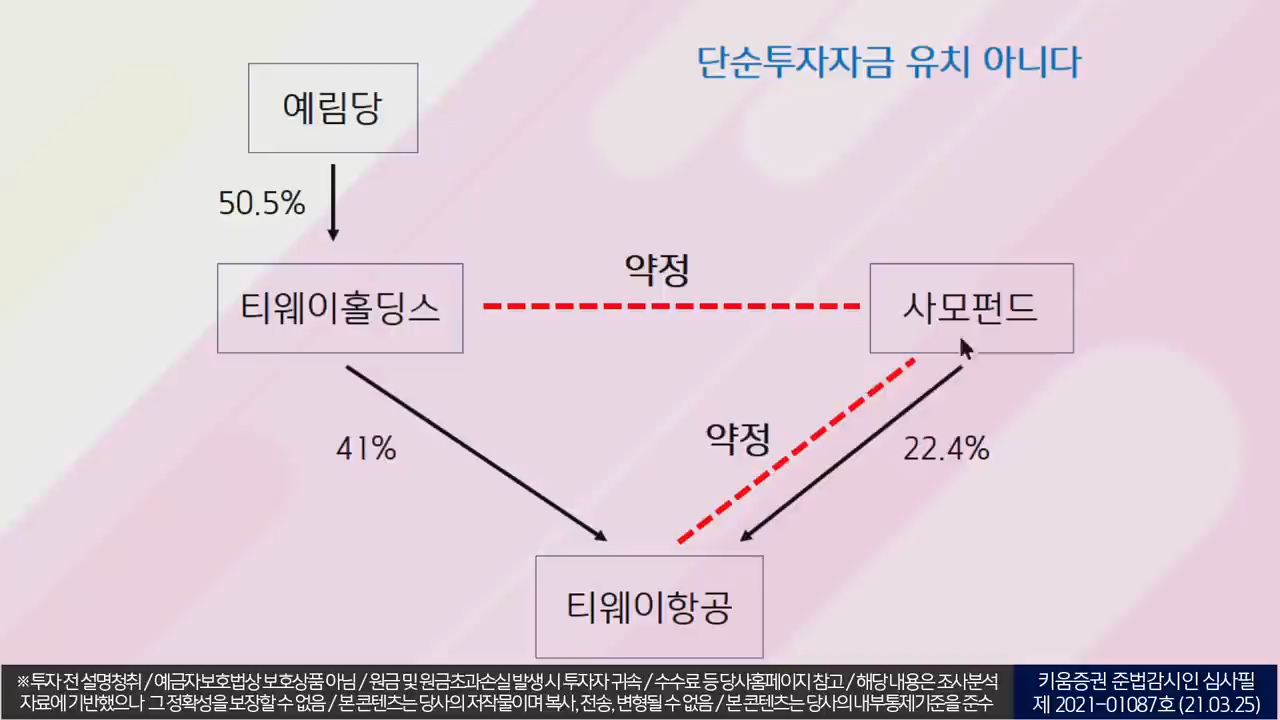 단순투자자금 유치 아니다
예림당
50.5%
약정
티웨이홀딩스
사모펀드
약정
41%
22.4%
티웨이항공
※투자 전 설명청취 / 예금자보호법상 보호상품 아님 / 원금 및 원금초과손실 발생 시 투자자 귀속 / 수수료 등 당사홈페이지 참고 / 해당 내용은 조사분석
자료에 기반했으나 그 정확성을 보장할 수 없음 / 본 콘텐츠는 당사의 저작물이며 복사, 전송, 변형될 수 없음 / 본 콘텐츠는 당사의 내부통제기준을 준수
키움증권 준법감시인 심사필
제 2021-01087호 (21.03.25)